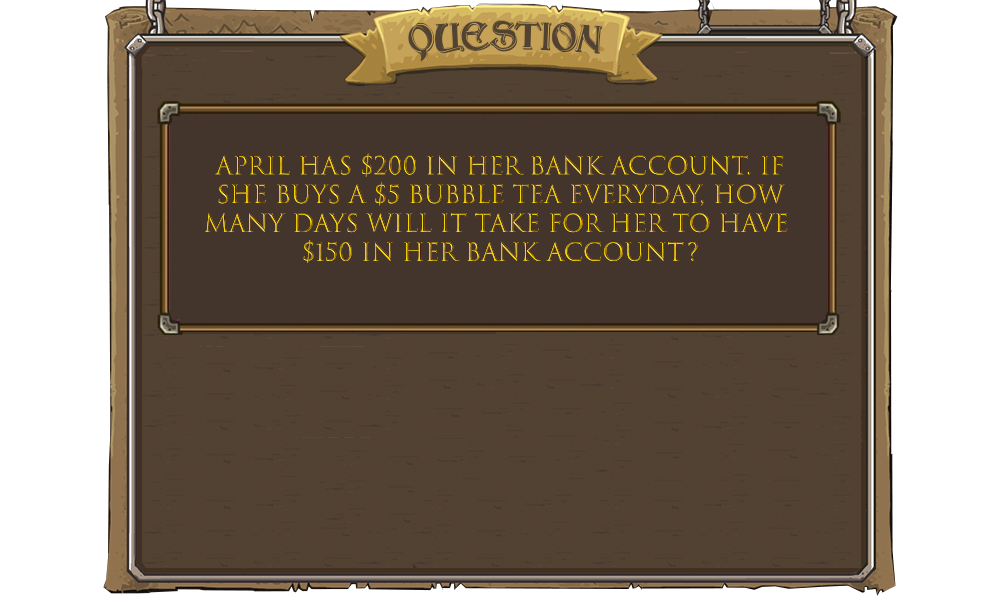 QUESTION
APRIL HAS $200 IN HER BANK ACCOUNT. IF
SHE BUYS A $5 BUBBLE TEA EVERYDAY, HOW
MANY DAYS WILL IT TAKE FOR HER TO HAVE
$150 IN HER BANK ACCOUNT?